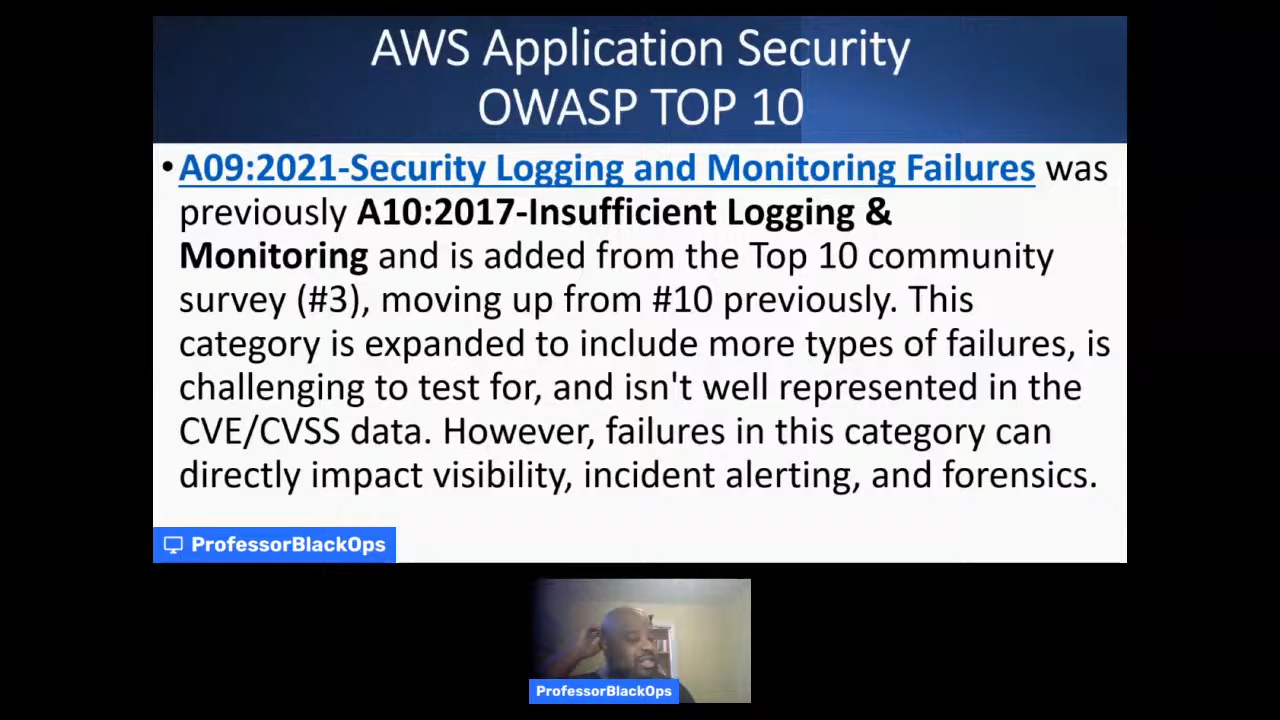 AWS Application Security
OWASP TOP 10
• A09:2021-Security Logging and Monitoring Failures was
previously A10:2017-Insufficient Logging &
Monitoring and is added from the Top 10 community
survey (#3), moving up from #10 previously. This
category is expanded to include more types of failures, is
challenging to test for, and isn't well represented in the
CVE/CVSS data. However, failures in this category can
directly impact visibility, incident alerting, and forensics.
ProfessorBlackOps
ProfessorBlackOps